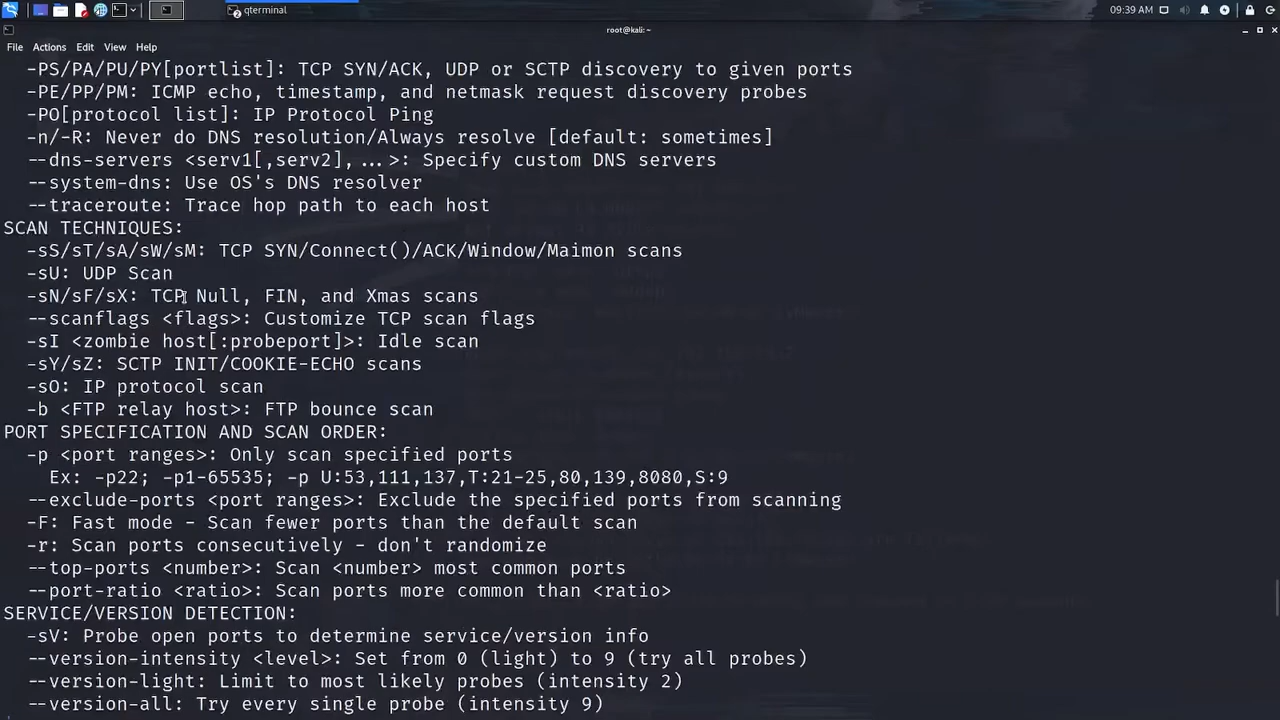 qterminal
09:39 AM
root@kali: ~
File Actions Edit View Help
-PS/PA/PU/PY[portlist]: TCP SYN/ACK, UDP or SCTP discovery to given ports
-PE/PP/PM: ICMP echo, timestamp, and netmask request discovery probes
-PO[protocol list]: IP Protocol Ping
-n/-R: Never do DNS resolution/Always resolve [default: sometimes]
--dns-servers <serv1[,serv2],...>: Specify custom DNS servers
--system-dns: Use OS's DNS resolver
--traceroute: Trace hop path to each host
SCAN TECHNIQUES:
-sS/sT/sA/sW/sM: TCP SYN/Connect()/ACK/Window/Maimon scans
-sU: UDP Scan
-sN/sF/sX: TCP Null, FIN, and Xmas scans
--scanflags <flags>: Customize TCP scan flags
-sI <zombie host[:probeport]>: Idle scan
-sY/sZ: SCTP INIT/COOKIE-ECHO scans
-sO: IP protocol scan
-b <FTP relay host>: FTP bounce scan
PORT SPECIFICATION AND SCAN ORDER:
-p <port ranges>: Only scan specified ports
Ex: -p22; -p1-65535; -p U:53,111,137,T:21-25,80,139,8080,S:9
--exclude-ports <port ranges>: Exclude the specified ports from scanning
-F: Fast mode - Scan fewer ports than the default scan
-r: Scan ports consecutively - don't randomize
--top-ports <number>: Scan <number> most common ports
--port-ratio <ratio>: Scan ports more common than <ratio>
SERVICE/VERSION DETECTION:
-sV: Probe open ports to determine service/version info
--version-intensity <level>: Set from 0 (light) to 9 (try all probes)
--version-light: Limit to most likely probes (intensity 2)
--version-all: Try every single probe (intensity 9)